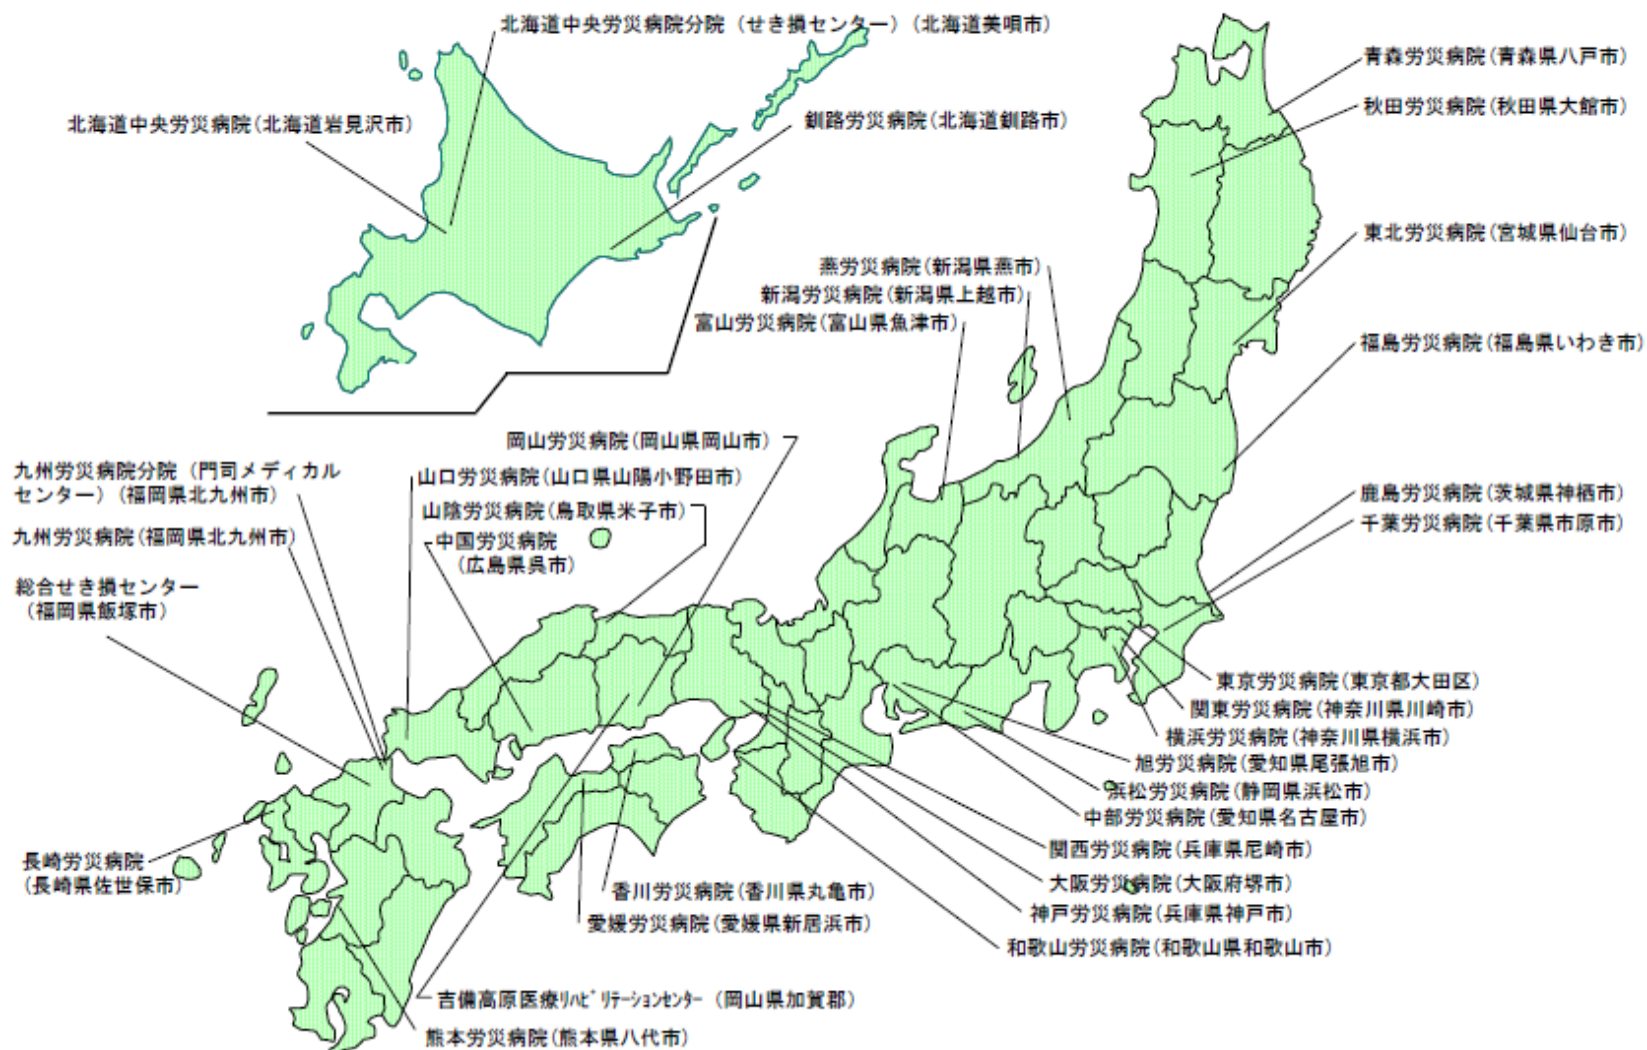 北海道中央労災病院分院（せき損センター）（北海道美唄市）
北海道中央労災病院(北海道岩見沢市)
釧路労災病院(北海道釧路市)
青森労災病院(青森県八戸市)
秋田労災病院(秋田県大館市)
東北労災病院(宮城県仙台市)
燕労災病院(新潟県燕市)
新潟労災病院(新潟県上越市)
富山労災病院(富山県魚津市)
福島労災病院(福島県いわき市)
岡山労災病院(岡山県岡山市)
九州労災病院分院（門司メディカル
センター）（福岡県北九州市）
山口労災病院(山口県山陽小野田市)
山陰労災病院(鳥取県米子市)
九州労災病院(福岡県北九州市)
中国労災病院
（広島県呉市）
総合せき損センター
（福岡県飯塚市）
鹿島労災病院(茨城県神栖市)
千葉労災病院(千葉県市原市)
東京労災病院(東京都大田区)
関東労災病院(神奈川県川崎市)
横浜労災病院(神奈川県横浜市)
旭労災病院(愛知県尾張旭市)
浜松労災病院(静岡県浜松市)
中部労災病院(愛知県名古屋市)
関西労災病院(兵庫県尼崎市)
大阪労災病院(大阪府堺市)
神戸労災病院(兵庫県神戸市)
和歌山労災病院(和歌山県和歌山市)
長崎労災病院
(長崎県佐世保市)
香川労災病院(香川県丸亀市)
愛媛労災病院(愛媛県新居浜市)
吉備高原医療ﾘﾊﾋﾞﾘﾃｰｼｮﾝｾﾝﾀｰ（岡山県加賀郡）
熊本労災病院(熊本県八代市)